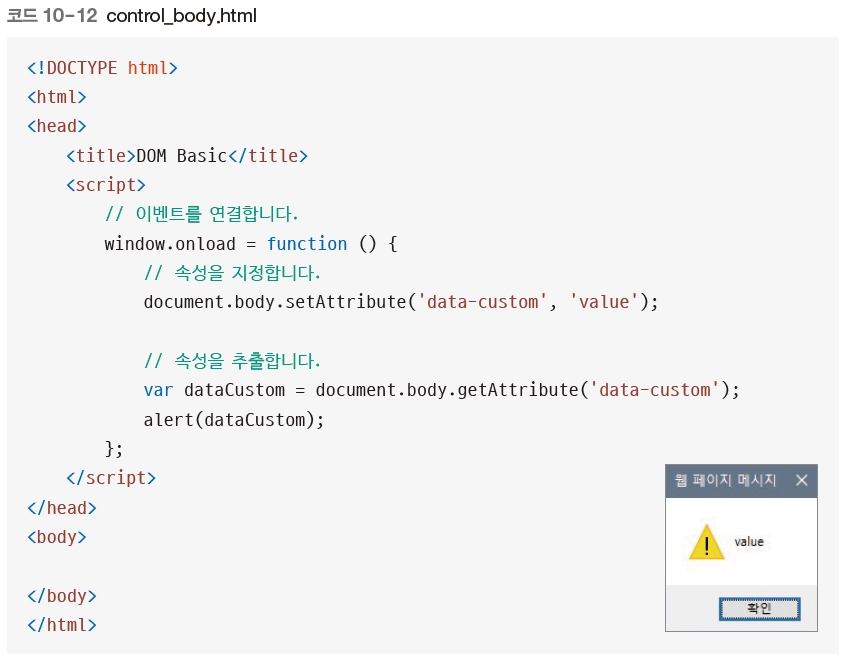 코드 10-12 control_body.html
<!DOCTYPE html>
<html>
<head>
    <title>DOM Basic</title>
    <script>
        // 이벤트를 연결합니다.
        window.onload = function () {
            // 속성을 지정합니다.
            document.body.setAttribute('data-custom', 'value');

            // 속성을 추출합니다.
            var dataCustom = document.body.getAttribute('data-custom');
            alert(dataCustom);
        };
    </script>
</head>
<body>

</body>
</html>
웹 페이지 메시지
value
확인